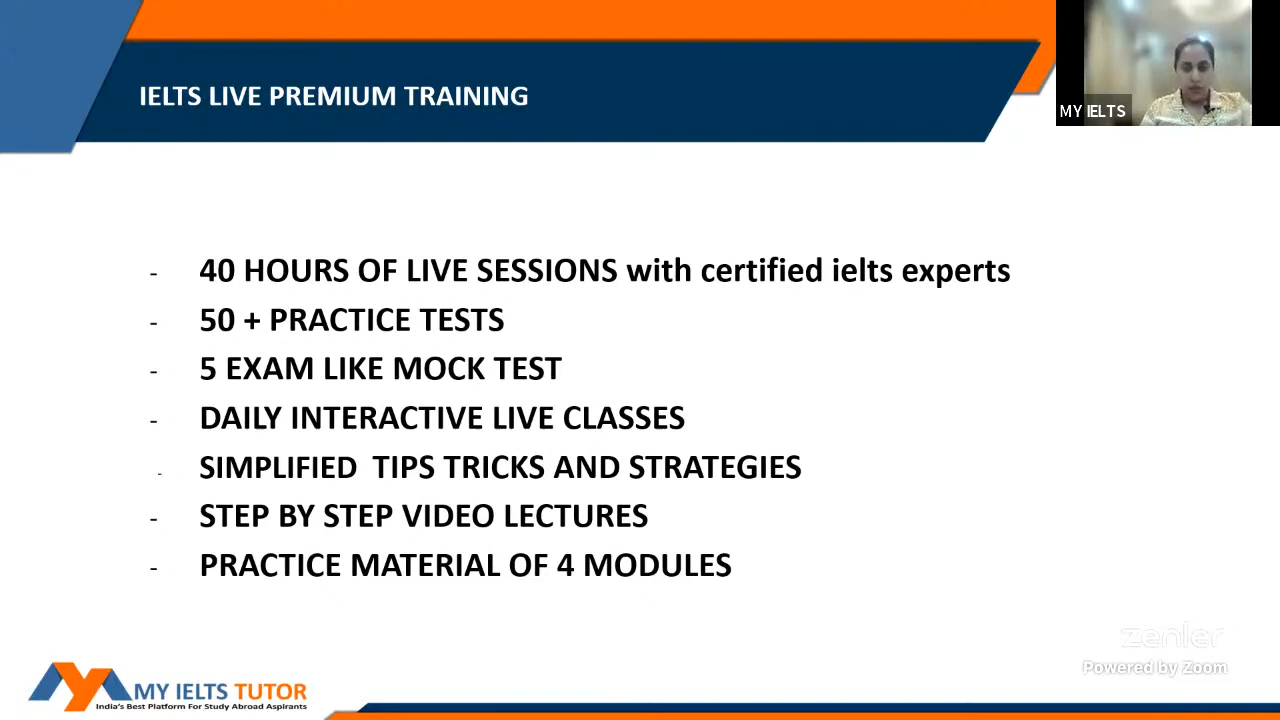 IELTS LIVE PREMIUM TRAINING
MY IELTS
- 40 HOURS OF LIVE SESSIONS with certified ielts experts
- 50 + PRACTICE TESTS
- 5 EXAM LIKE MOCK TEST
- DAILY INTERACTIVE LIVE CLASSES
- SIMPLIFIED TIPS TRICKS AND STRATEGIES
- STEP BY STEP VIDEO LECTURES
- PRACTICE MATERIAL OF 4 MODULES
zenler
Powered by Zoom
MY IELTS TUTOR
India's Best Platform For Study Abroad Aspirants